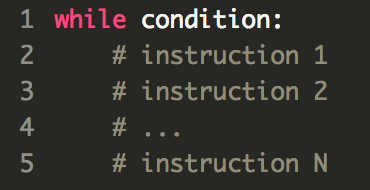 1 while condition:
2     # instruction 1
3     # instruction 2
4     # ...
5     # instruction N